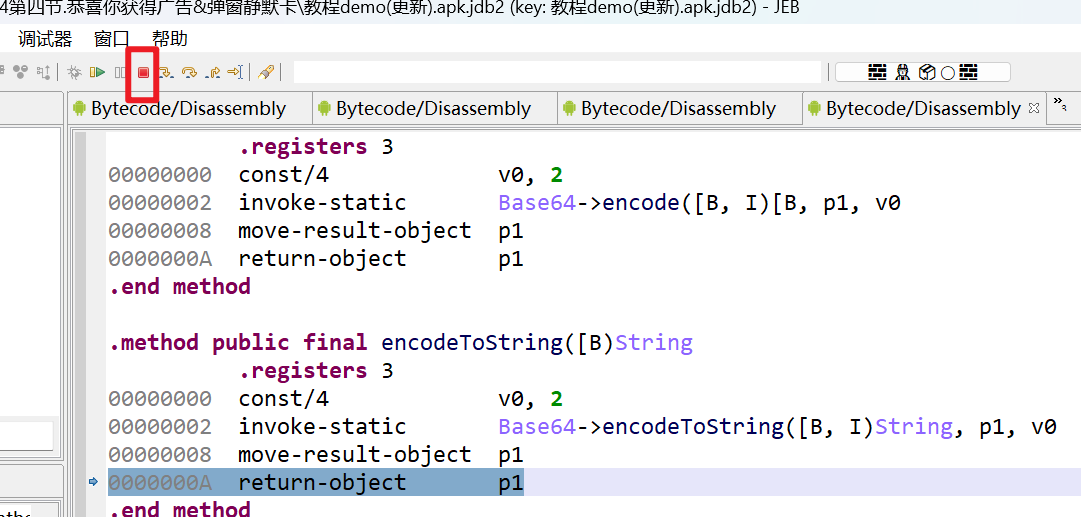 4第四节.恭喜你获得广告&弹窗静默卡\教程demo(更新).apk.jdb2 (key: 教程demo(更新).apk.jdb2) - JEB
调试器 窗口 帮助
Bytecode/Disassembly Bytecode/Disassembly Bytecode/Disassembly Bytecode/Disassembly
.registers 3
00000000 const/4 v0, 2
00000002 invoke-static Base64->encode([B, I)[B, p1, v0
00000008 move-result-object p1
0000000A return-object p1
.end method
.method public final encodeToString([B)String
.registers 3
00000000 const/4 v0, 2
00000002 invoke-static Base64->encodeToString([B, I)String, p1, v0
00000008 move-result-object p1
0000000A return-object p1
.end method